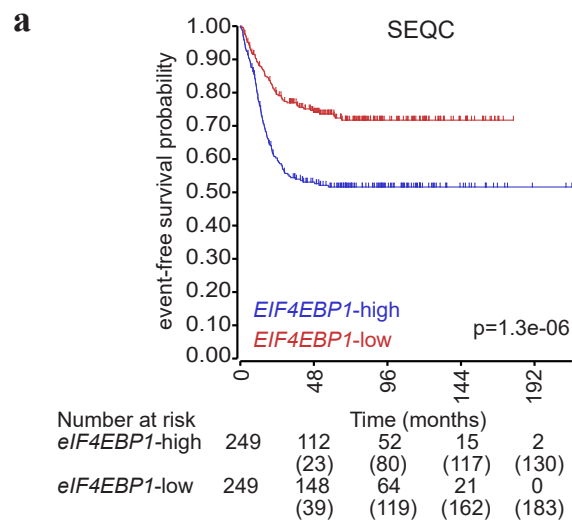 a
SEQC
event-free survival probability
1.00
0.90
0.80
0.70
0.60
0.50
0.40
0.30
0.20
0.10
0.00
EIF4EBP1-high
EIF4EBP1-low
p=1.3e-06
0 48 96 144 192
Number at risk Time (months)
eIF4EBP1-high 249 112 52 15 2
(23) (80) (117) (130)
eIF4EBP1-low 249 148 64 21 0
(39) (119) (162) (183)